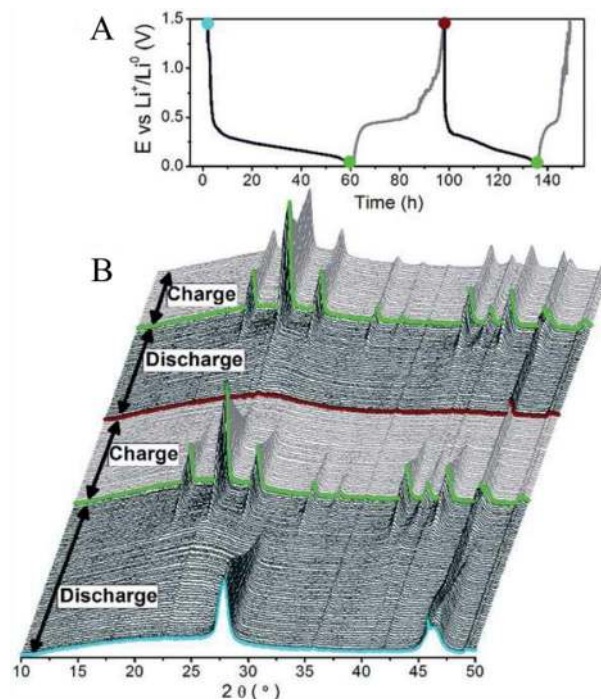 A
E vs Li⁺/Li⁰ (V)
1.5
1.0
0.5
0.0
0 20 40 60 80 100 120 140
Time (h)
B
Charge
Discharge
Charge
Discharge
10 15 20 25 30 35 40 45 50
2 θ (°)